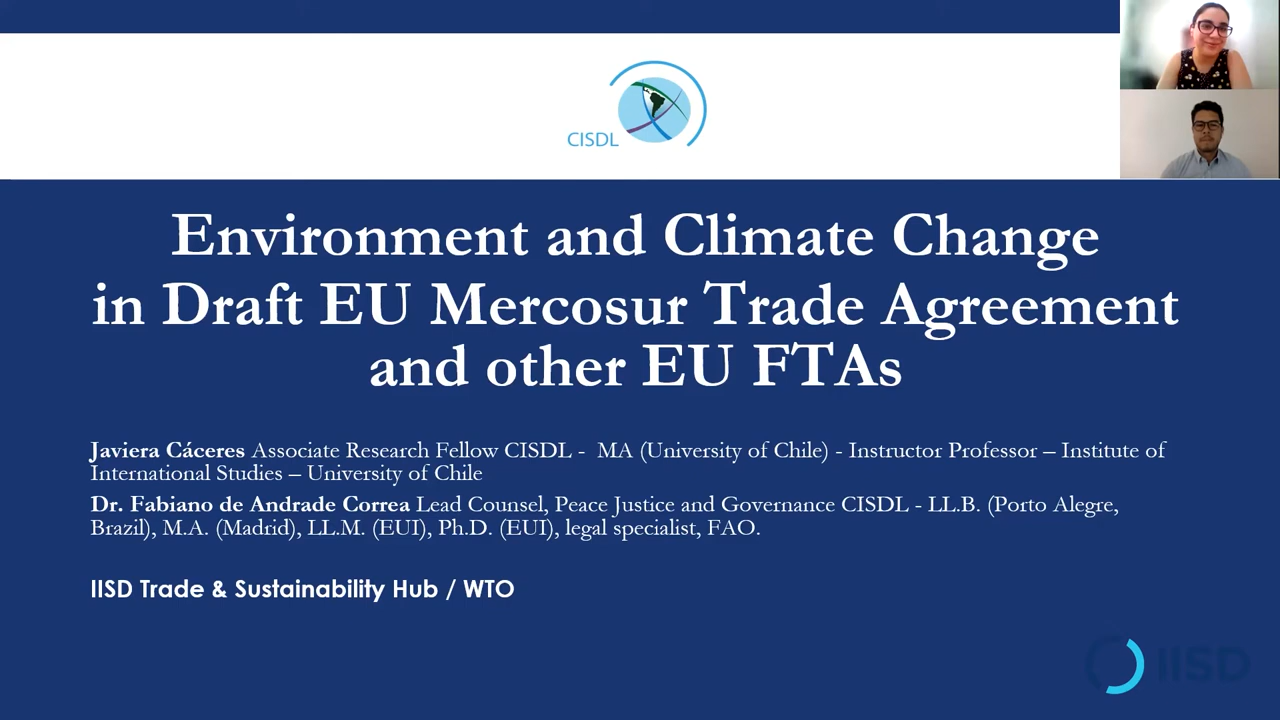 CISDL
Environment and Climate Change
in Draft EU Mercosur Trade Agreement
and other EU FTAs
Javiera Cáceres Associate Research Fellow CISDL - MA (University of Chile) - Instructor Professor – Institute of
International Studies – University of Chile
Dr. Fabiano de Andrade Correa Lead Counsel, Peace Justice and Governance CISDL - LL.B. (Porto Alegre,
Brazil), M.A. (Madrid), LL.M. (EUI), Ph.D. (EUI), legal specialist, FAO.
IISD Trade & Sustainability Hub / WTO
IISD